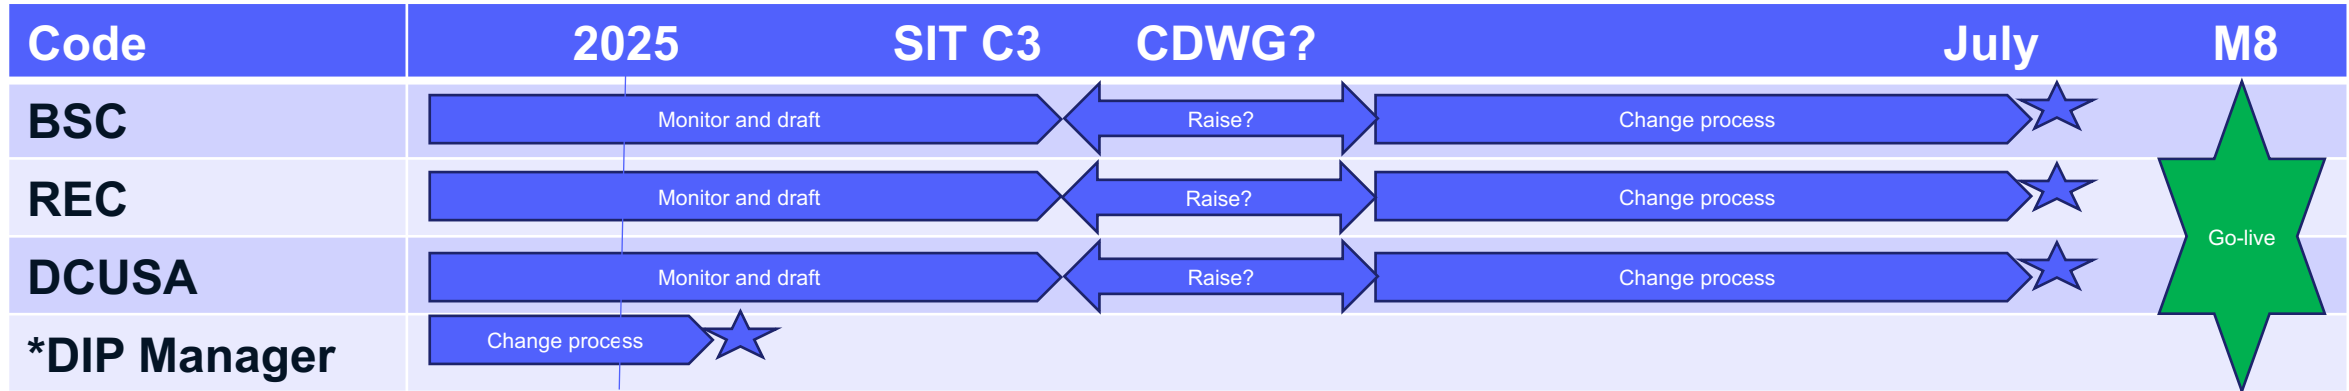 Code 2025 SIT C3 CDWG? July M8
BSC Monitor and draft Raise? Change process
REC Monitor and draft Raise? Change process
Go-live
DCUSA Monitor and draft Raise? Change process
*DIP Manager Change process